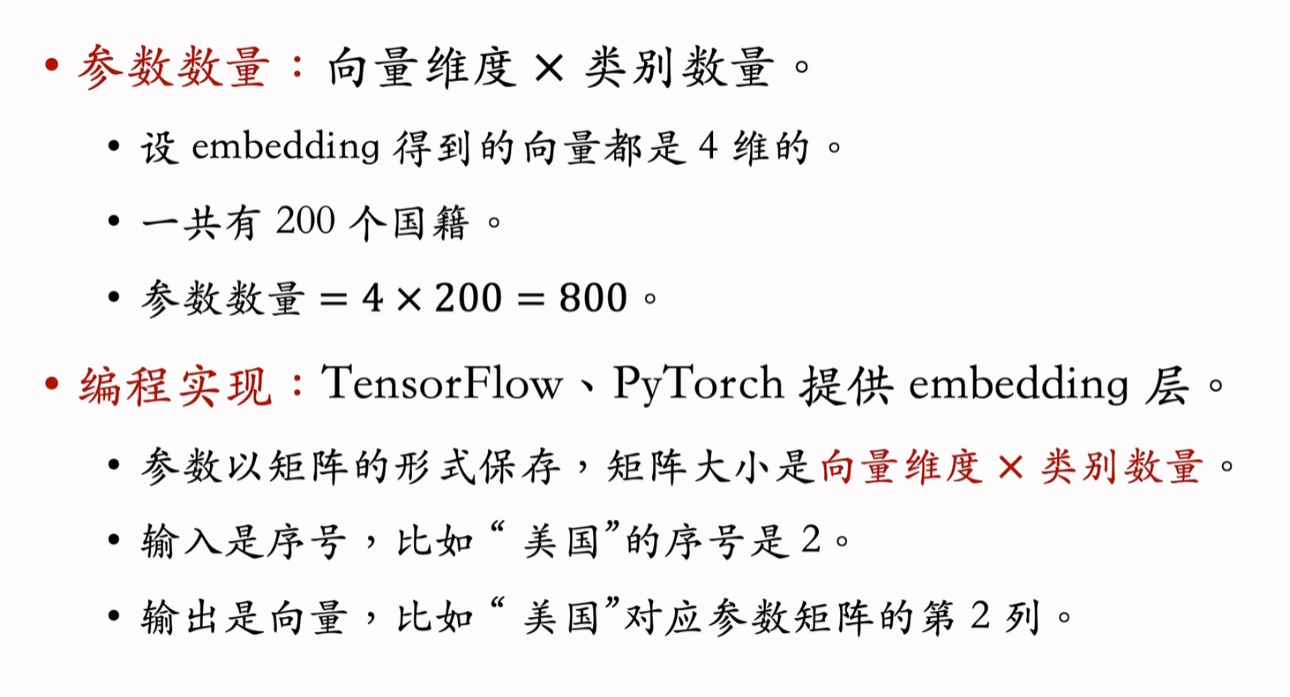 • 参数数量：向量维度 × 类别数量。
• 设 embedding 得到的向量都是 4 维的。
• 一共有 200 个国籍。
• 参数数量 = 4 × 200 = 800。
• 编程实现：TensorFlow、PyTorch 提供 embedding 层。
• 参数以矩阵的形式保存，矩阵大小是向量维度 × 类别数量。
• 输入是序号，比如“ 美国”的序号是 2。
• 输出是向量，比如“ 美国”对应参数矩阵的第 2 列。